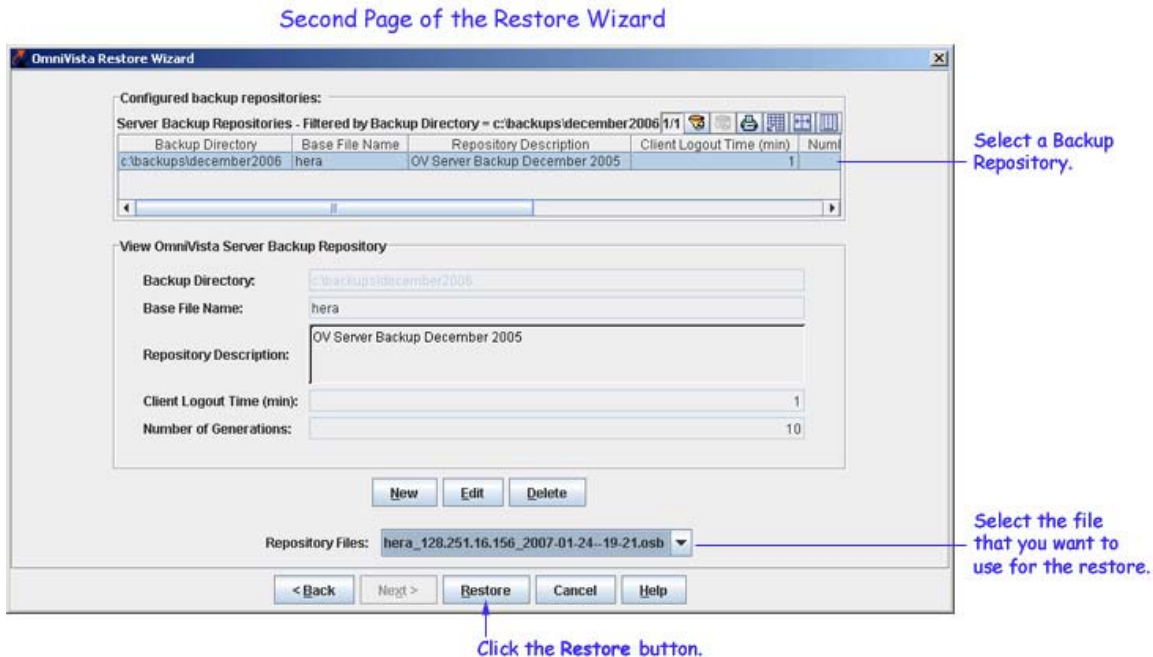 Second Page of the Restore Wizard
OmniVista Restore Wizard
Configured backup repositories:
Server Backup Repositories - Filtered by Backup Directory = c:\backups\december2006 1/1
Backup Directory Base File Name Repository Description Client Logout Time (min) Numl
c:\backups\december2006 hera OV Server Backup December 2005 1
Select a Backup
Repository.
View OmniVista Server Backup Repository
Backup Directory: c:\backups\december2006
Base File Name: hera
Repository Description: OV Server Backup December 2005
Client Logout Time (min): 1
Number of Generations: 10
New Edit Delete
Repository Files: hera_128.251.16.156_2007-01-24--19-21.osb
Select the file
that you want to
use for the restore.
< Back Next > Restore Cancel Help
Click the Restore button.